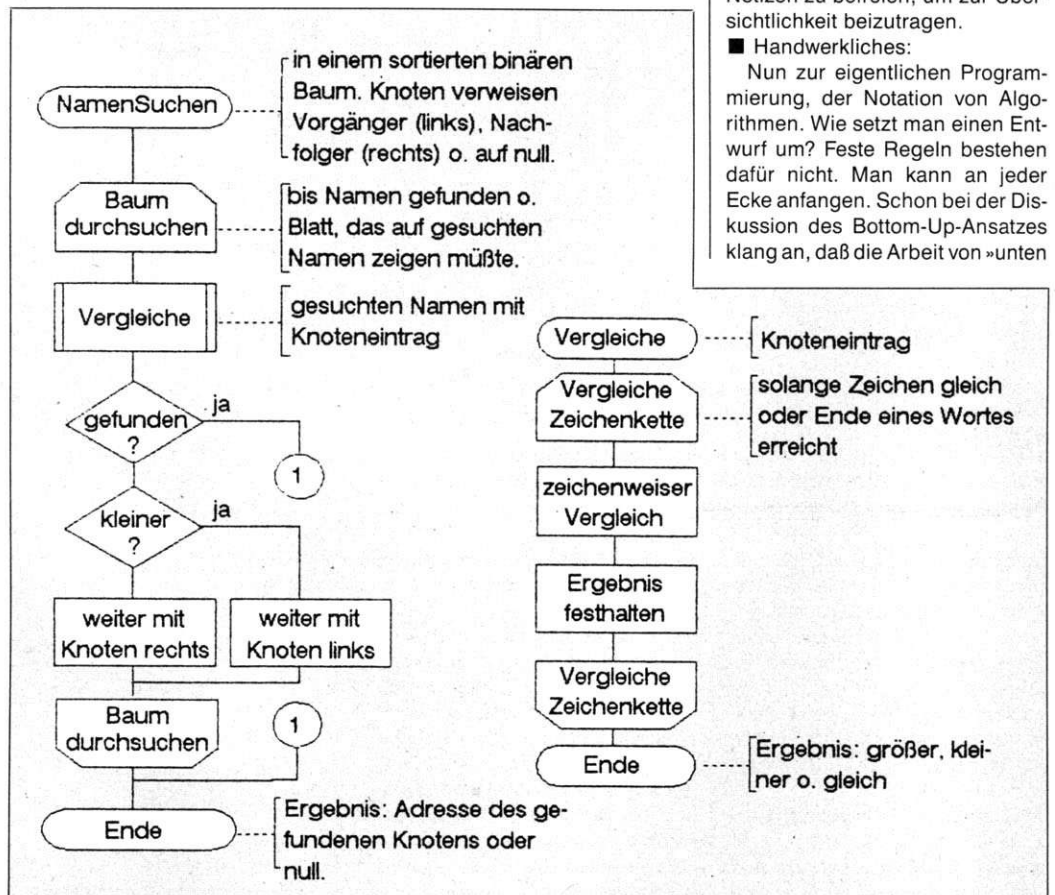 Notizen zu befreien, um zur Über-
sichtlichkeit beizutragen.
■ Handwerkliches:
Nun zur eigentlichen Program-
mierung, der Notation von Algo-
rithmen. Wie setzt man einen Ent-
wurf um? Feste Regeln bestehen
dafür nicht. Man kann an jeder
Ecke anfangen. Schon bei der Dis-
kussion des Bottom-Up-Ansatzes
klang an, daß die Arbeit von »unten
NamenSuchen
in einem sortierten binären
Baum. Knoten verweisen
Vorgänger (links), Nach-
folger (rechts) o. auf null.
Baum
durchsuchen
bis Namen gefunden o.
Blatt, das auf gesuchten
Namen zeigen müßte.
Vergleiche
gesuchten Namen mit
Knoteneintrag
gefunden
?
ja
1
kleiner
?
ja
weiter mit
Knoten rechts
weiter mit
Knoten links
Baum
durchsuchen
1
Ende
Ergebnis: Adresse des ge-
fundenen Knotens oder
null.
Vergleiche
Knoteneintrag
Vergleiche
Zeichenkette
solange Zeichen gleich
oder Ende eines Wortes
erreicht
zeichenweiser
Vergleich
Ergebnis
festhalten
Vergleiche
Zeichenkette
Ende
Ergebnis: größer, klei-
ner o. gleich